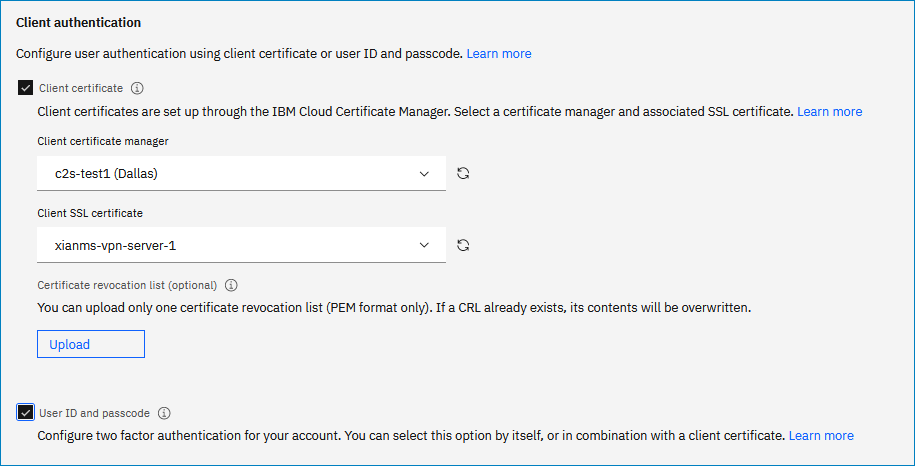 Client authentication
Configure user authentication using client certificate or user ID and passcode. Learn more
Client certificate
Client certificates are set up through the IBM Cloud Certificate Manager. Select a certificate manager and associated SSL certificate. Learn more
Client certificate manager
c2s-test1 (Dallas)
Client SSL certificate
xianms-vpn-server-1
Certificate revocation list (optional)
You can upload only one certificate revocation list (PEM format only). If a CRL already exists, its contents will be overwritten.
Upload
User ID and passcode
Configure two factor authentication for your account. You can select this option by itself, or in combination with a client certificate. Learn more